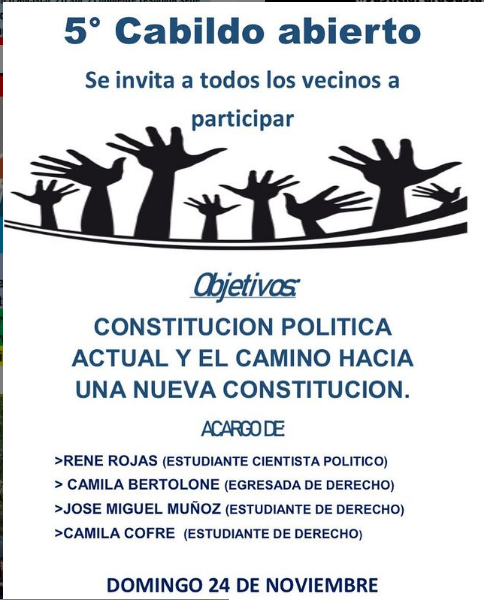 5° Cabildo abierto
Se invita a todos los vecinos a
participar
Objetivos:
CONSTITUCION POLITICA
ACTUAL Y EL CAMINO HACIA
UNA NUEVA CONSTITUCION.
ACARGO DE:
>RENE ROJAS (ESTUDIANTE CIENTISTA POLITICO)
> CAMILA BERTOLONE (EGRESADA DE DERECHO)
>JOSE MIGUEL MUÑOZ (ESTUDIANTE DE DERECHO)
>CAMILA COFRE (ESTUDIANTE DE DERECHO)
DOMINGO 24 DE NOVIEMBRE